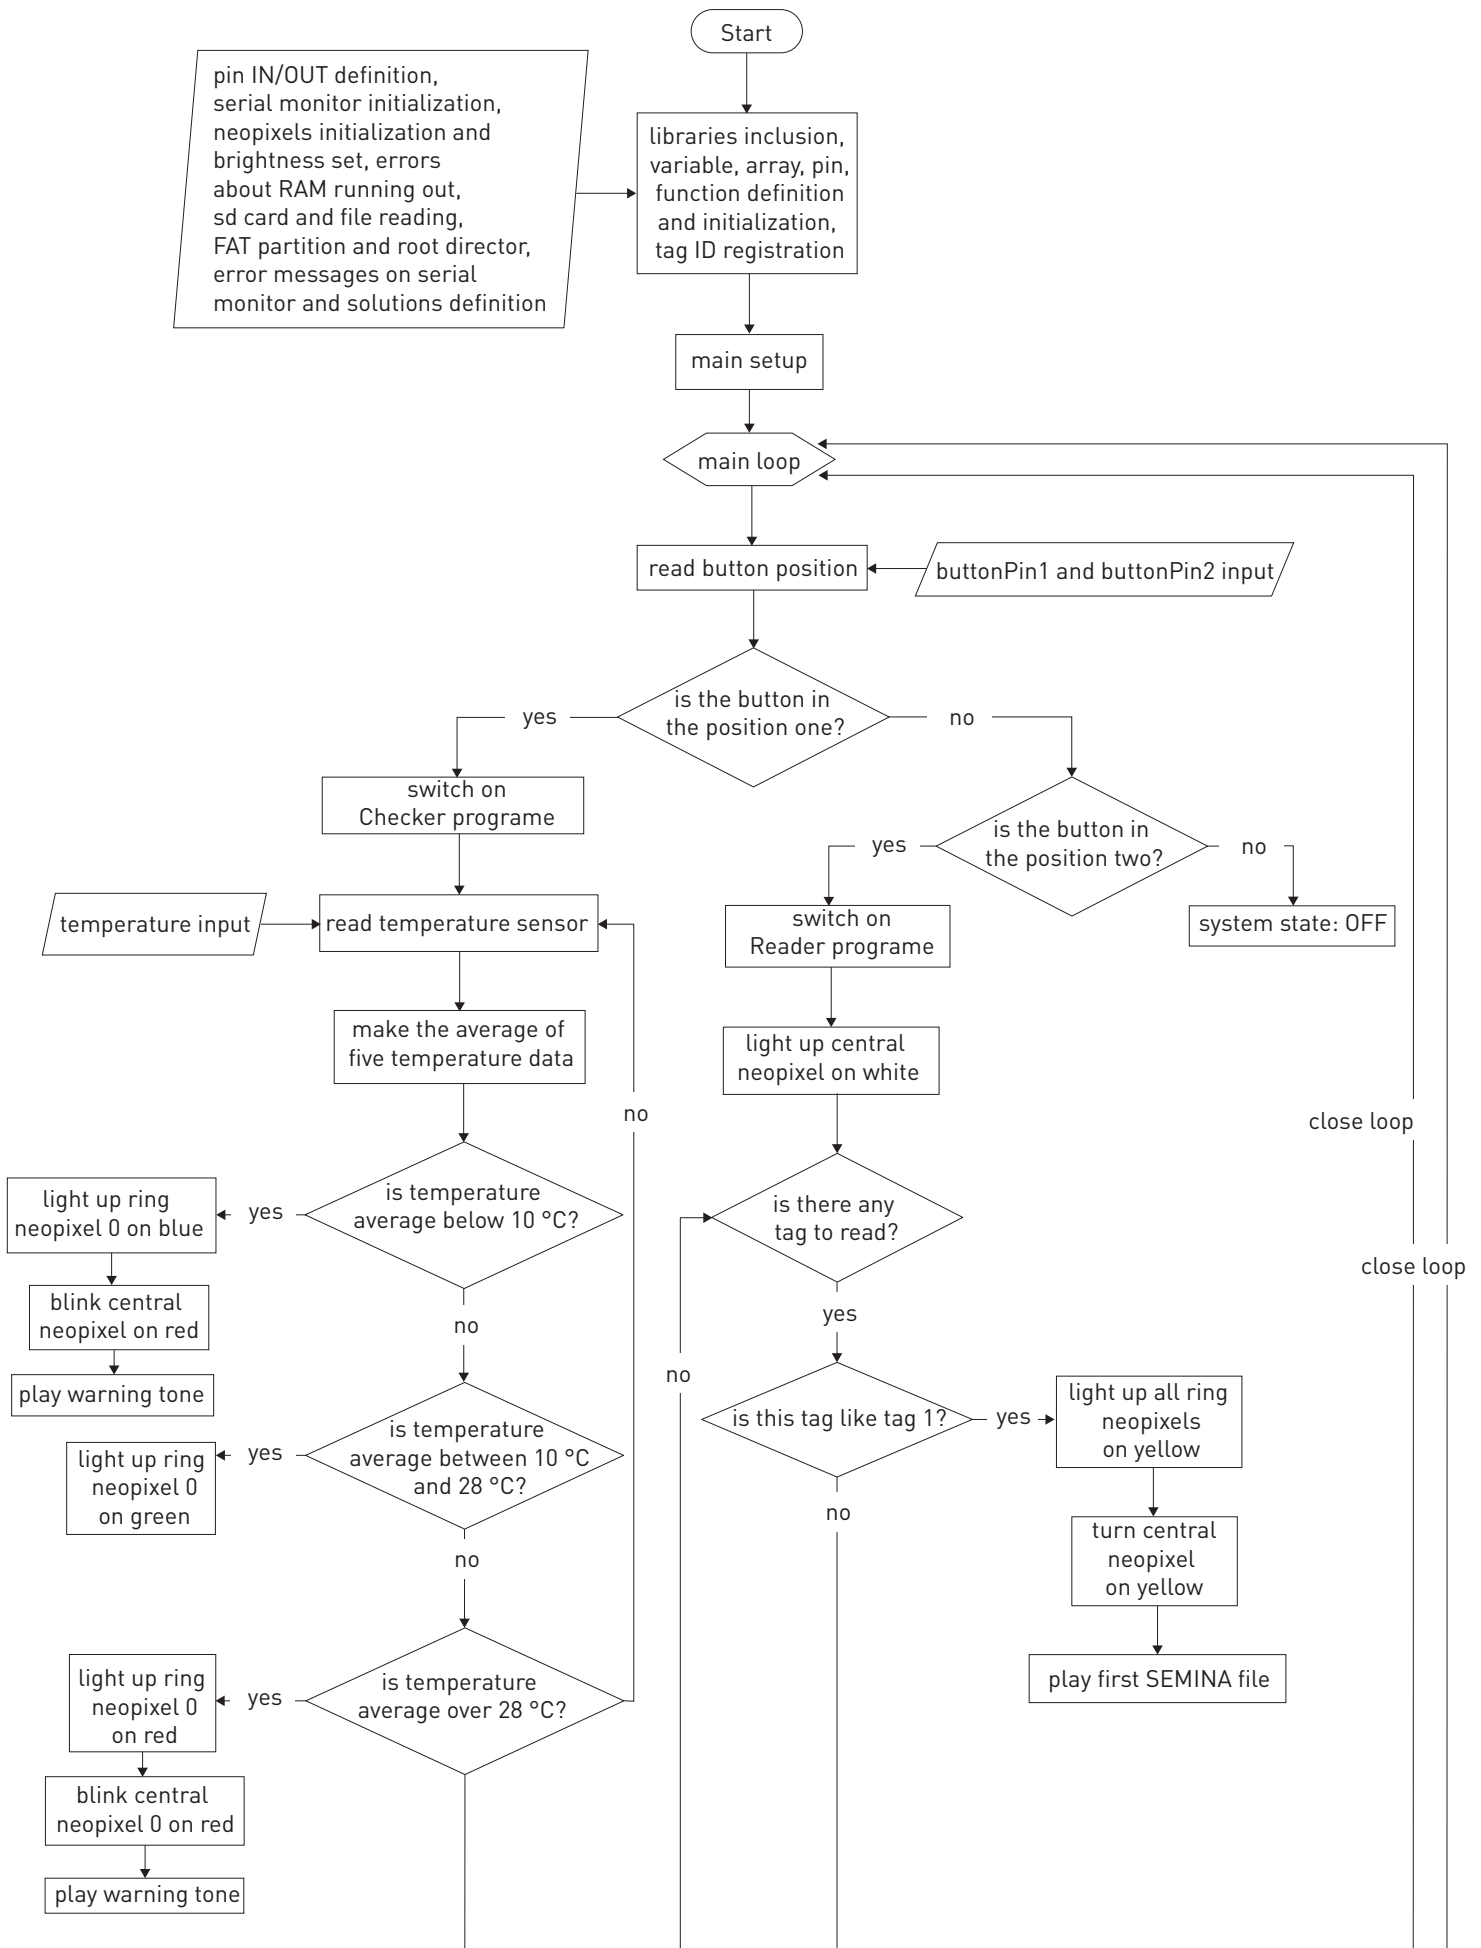 Start
pin IN/OUT definition,
serial monitor initialization,
neopixels initialization and
brightness set, errors
about RAM running out,
sd card and file reading,
FAT partition and root director,
error messages on serial
monitor and solutions definition
libraries inclusion,
variable, array, pin,
function definition
and initialization,
tag ID registration
main setup
main loop
read button position
buttonPin1 and buttonPin2 input
is the button in
the position one?
yes
no
switch on
Checker programe
is the button in
the position two?
yes
no
temperature input
read temperature sensor
switch on
Reader programe
system state: OFF
make the average of
five temperature data
light up central
neopixel on white
no
close loop
is temperature
average below 10 °C?
yes
light up ring
neopixel 0 on blue
is there any
tag to read?
close loop
blink central
neopixel on red
no
yes
play warning tone
no
is this tag like tag 1?
yes
light up all ring
neopixels
on yellow
is temperature
average between 10 °C
and 28 °C?
yes
light up ring
neopixel 0
on green
no
no
turn central
neopixel
on yellow
is temperature
average over 28 °C?
yes
light up ring
neopixel 0
on red
play first SEMINA file
blink central
neopixel 0 on red
play warning tone